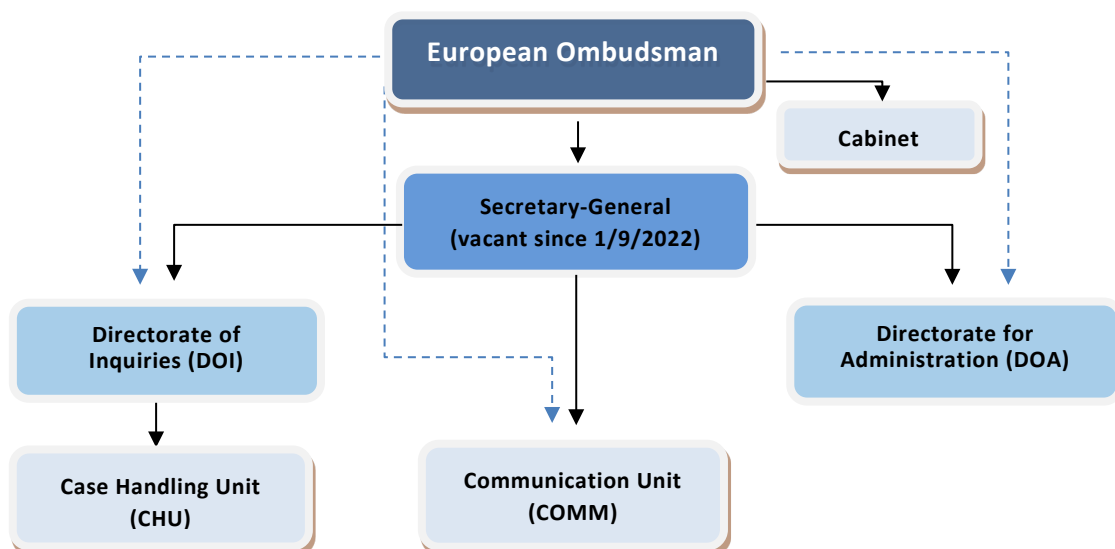 European Ombudsman
Cabinet
Secretary-General
(vacant since 1/9/2022)
Directorate of
Inquiries (DOI)
Directorate for
Administration (DOA)
Case Handling Unit
(CHU)
Communication Unit
(COMM)